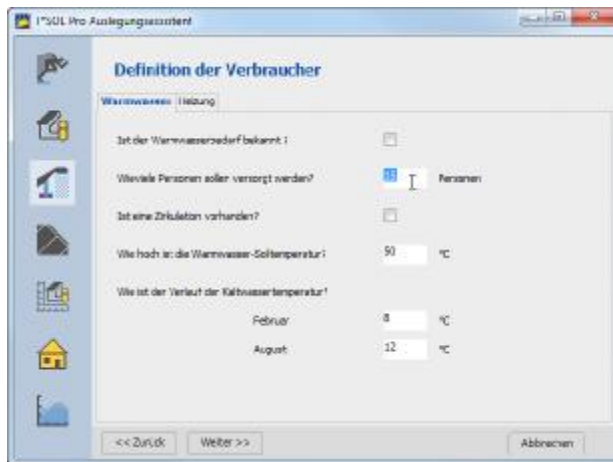 T*SOL Pro Auslegungsassistent
Definition der Verbraucher
Warmwasser Heizung
Ist der Warmwasserbedarf bekannt?
Wieviele Personen sollen versorgt werden? Personen
Ist eine Zirkulation vorhanden?
Wie hoch ist die Warmwasser-Solltemperatur? 50 °C
Wie ist der Verlauf der Kaltwassertemperatur?
Februar 8 °C
August 12 °C
<< Zurück Weiter >> Abbrechen